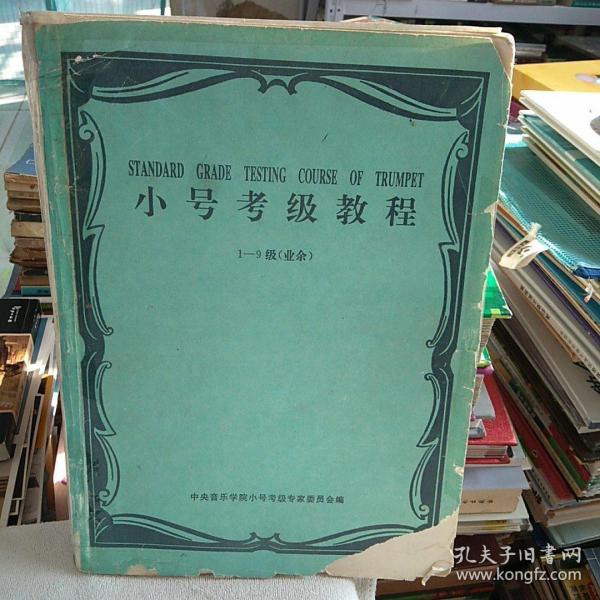 STANDARD GRADE TESTING COURSE OF TRUMPET
小号考级教程
1—9级(业余)
中央音乐学院小号考级专家委员会编
孔夫子旧书网
www.kongfz.com